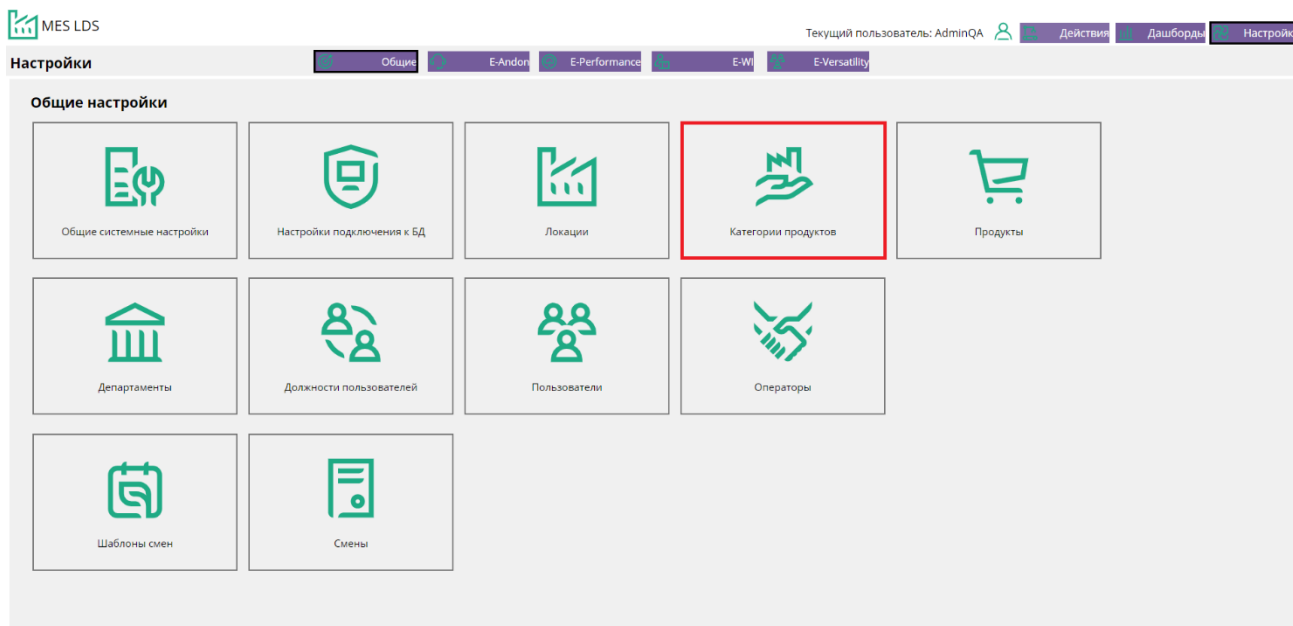 MES LDS
Текущий пользователь: AdminQA Действия Дашборды Настройк
Настройки Общие E-Andon E-Performance E-WI E-Versatility
Общие настройки
Общие системные настройки Настройки подключения к БД Локации Категории продуктов Продукты
Департаменты Должности пользователей Пользователи Операторы
Шаблоны смен Смены